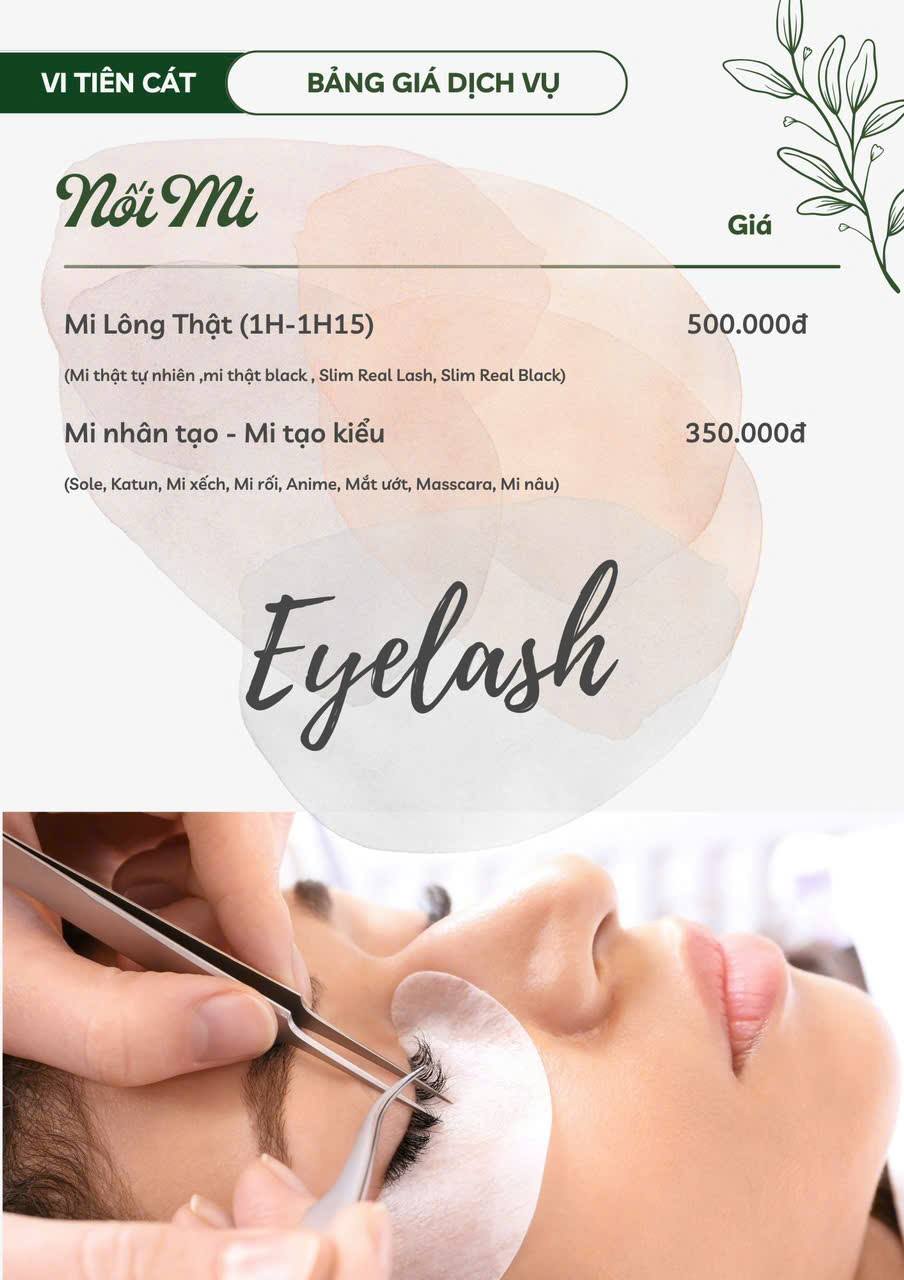 VI TIÊN CÁT
BẢNG GIÁ DỊCH VỤ
Nối Mi
Giá
Mi Lông Thật (1H-1H15) 500.000đ
(Mi thật tự nhiên ,mi thật black , Slim Real Lash, Slim Real Black)
Mi nhân tạo - Mi tạo kiểu 350.000đ
(Sole, Katun, Mi xếch, Mi rối, Anime, Mắt ướt, Masscara, Mi nâu)
Eyelash